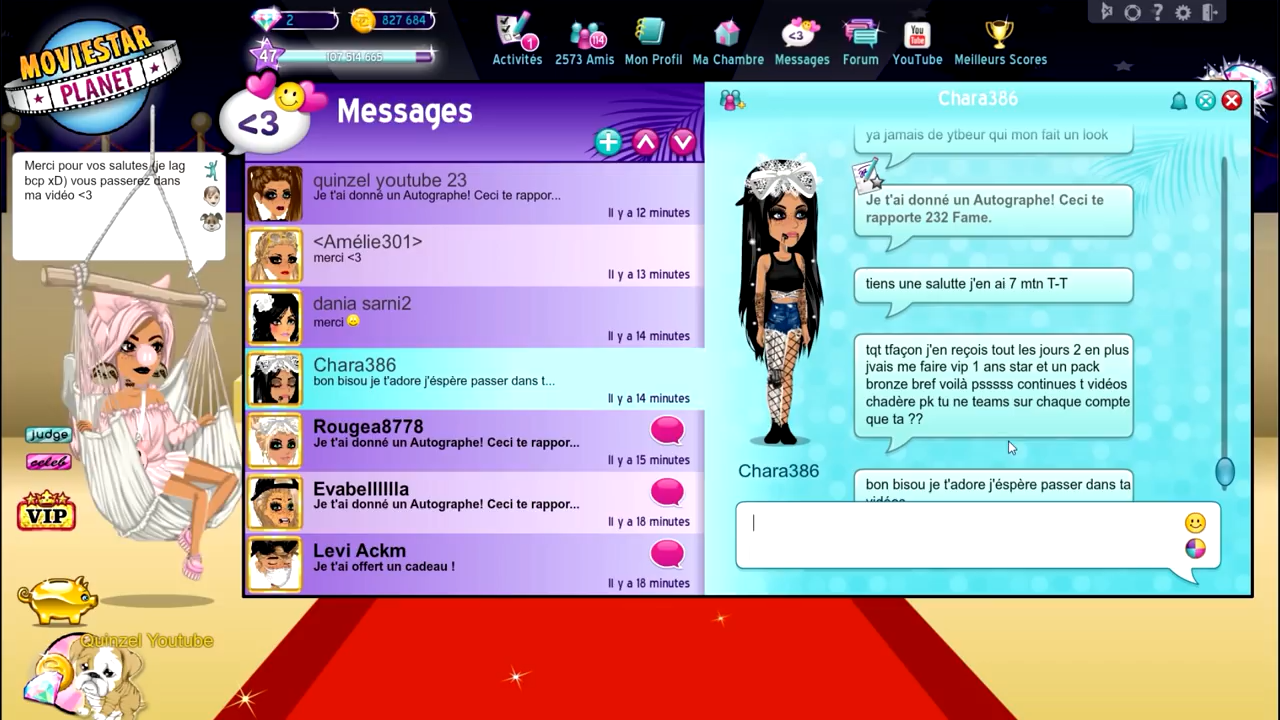 MOVIESTAR
PLANET
2
827 684
47
107 514 665
1
114
<3
You
Tube
Activités
2573 Amis
Mon Profil
Ma Chambre
Messages
Forum
YouTube
Meilleurs Scores
Merci pour vos salutes (je lag
bcp xD) vous passerez dans
ma vidéo <3
judge
celeb
VIP
Quinzel Youtube
<3
Messages
quinzel youtube 23
Je t'ai donné un Autographe! Ceci te rappor...
Il y a 12 minutes
<Amélie301>
merci <3
Il y a 13 minutes
dania sarni2
merci
Il y a 14 minutes
Chara386
bon bisou je t'adore j'éspère passer dans t...
Il y a 14 minutes
Rougea8778
Je t'ai donné un Autographe! Ceci te rappor...
Il y a 15 minutes
Evabelllllla
Je t'ai donné un Autographe! Ceci te rappor...
Il y a 18 minutes
Levi Ackm
Je t'ai offert un cadeau !
Il y a 18 minutes
Chara386
ya jamais de ytbeur qui mon fait un look
Je t'ai donné un Autographe! Ceci te
rapporte 232 Fame.
tiens une salutte j'en ai 7 mtn T-T
tqt tfaçon j'en reçois tout les jours 2 en plus
jvais me faire vip 1 ans star et un pack
bronze bref voilà psssss continues t vidéos
chadère pk tu ne teams sur chaque compte
que ta ??
bon bisou je t'adore j'éspère passer dans ta
vidéos
Chara386